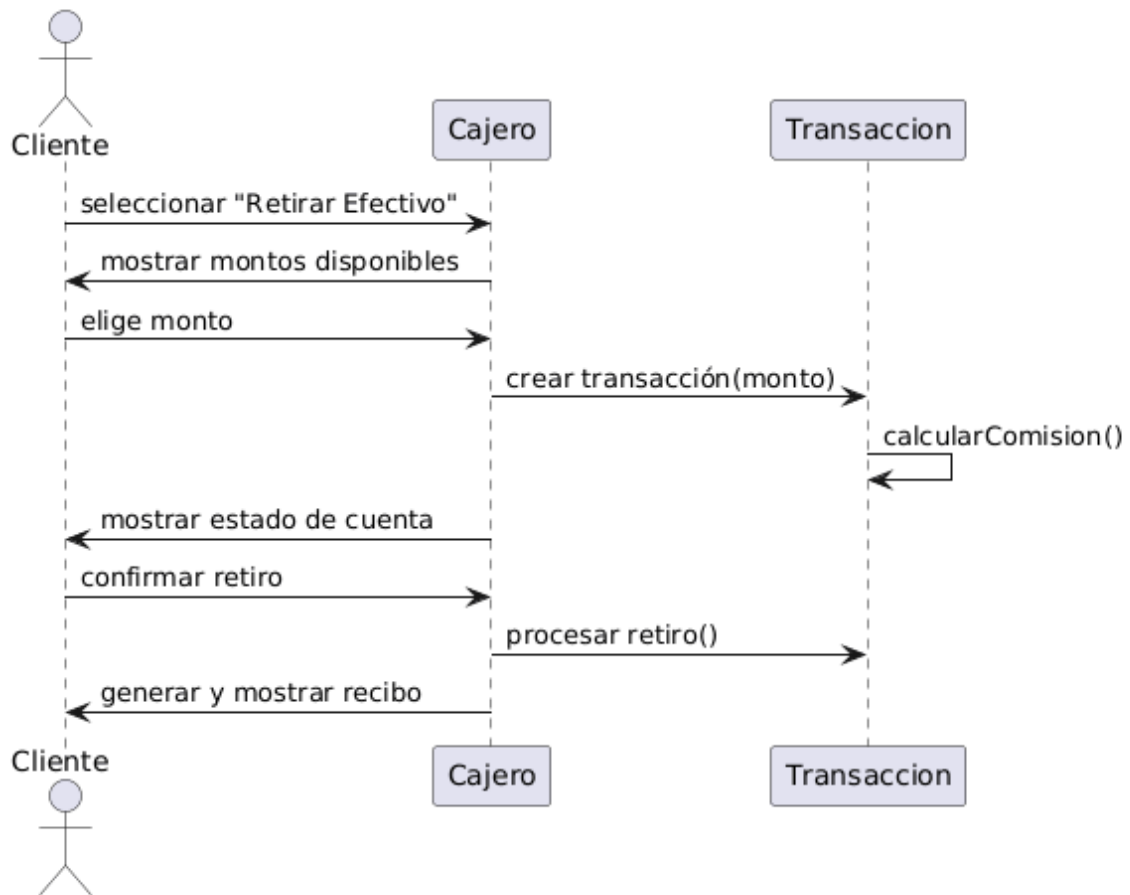 Cliente
Cajero
Transaccion
seleccionar "Retirar Efectivo"
mostrar montos disponibles
elige monto
crear transacción(monto)
calcularComision()
mostrar estado de cuenta
confirmar retiro
procesar retiro()
generar y mostrar recibo
Cliente
Cajero
Transaccion